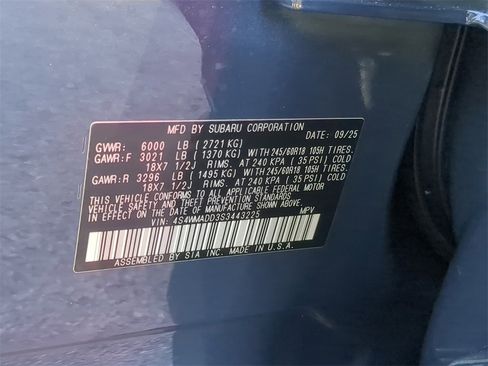 MFD BY SUBARU CORPORATION
DATE: 09/25
GVWR: 6000 LB ( 2721 KG)
GAWR:F 3021 LB ( 1370 KG) WITH 245/60R18 105H TIRES,
18X7 1/2J RIMS, AT 240 KPA ( 35 PSI) COLD
GAWR:R 3296 LB ( 1495 KG) WITH 245/60R18 105H TIRES,
18X7 1/2J RIMS, AT 240 KPA ( 35 PSI) COLD
THIS VEHICLE CONFORMS TO ALL APPLICABLE FEDERAL MOTOR
VEHICLE SAFETY AND THEFT PREVENTION STANDARDS
IN EFFECT ON THE DATE OF MANUFACTURE SHOWN ABOVE.
VIN: 4S4WMADD3S3443225 MPV
ASSEMBLED BY SIA INC. MADE IN U.S.A.